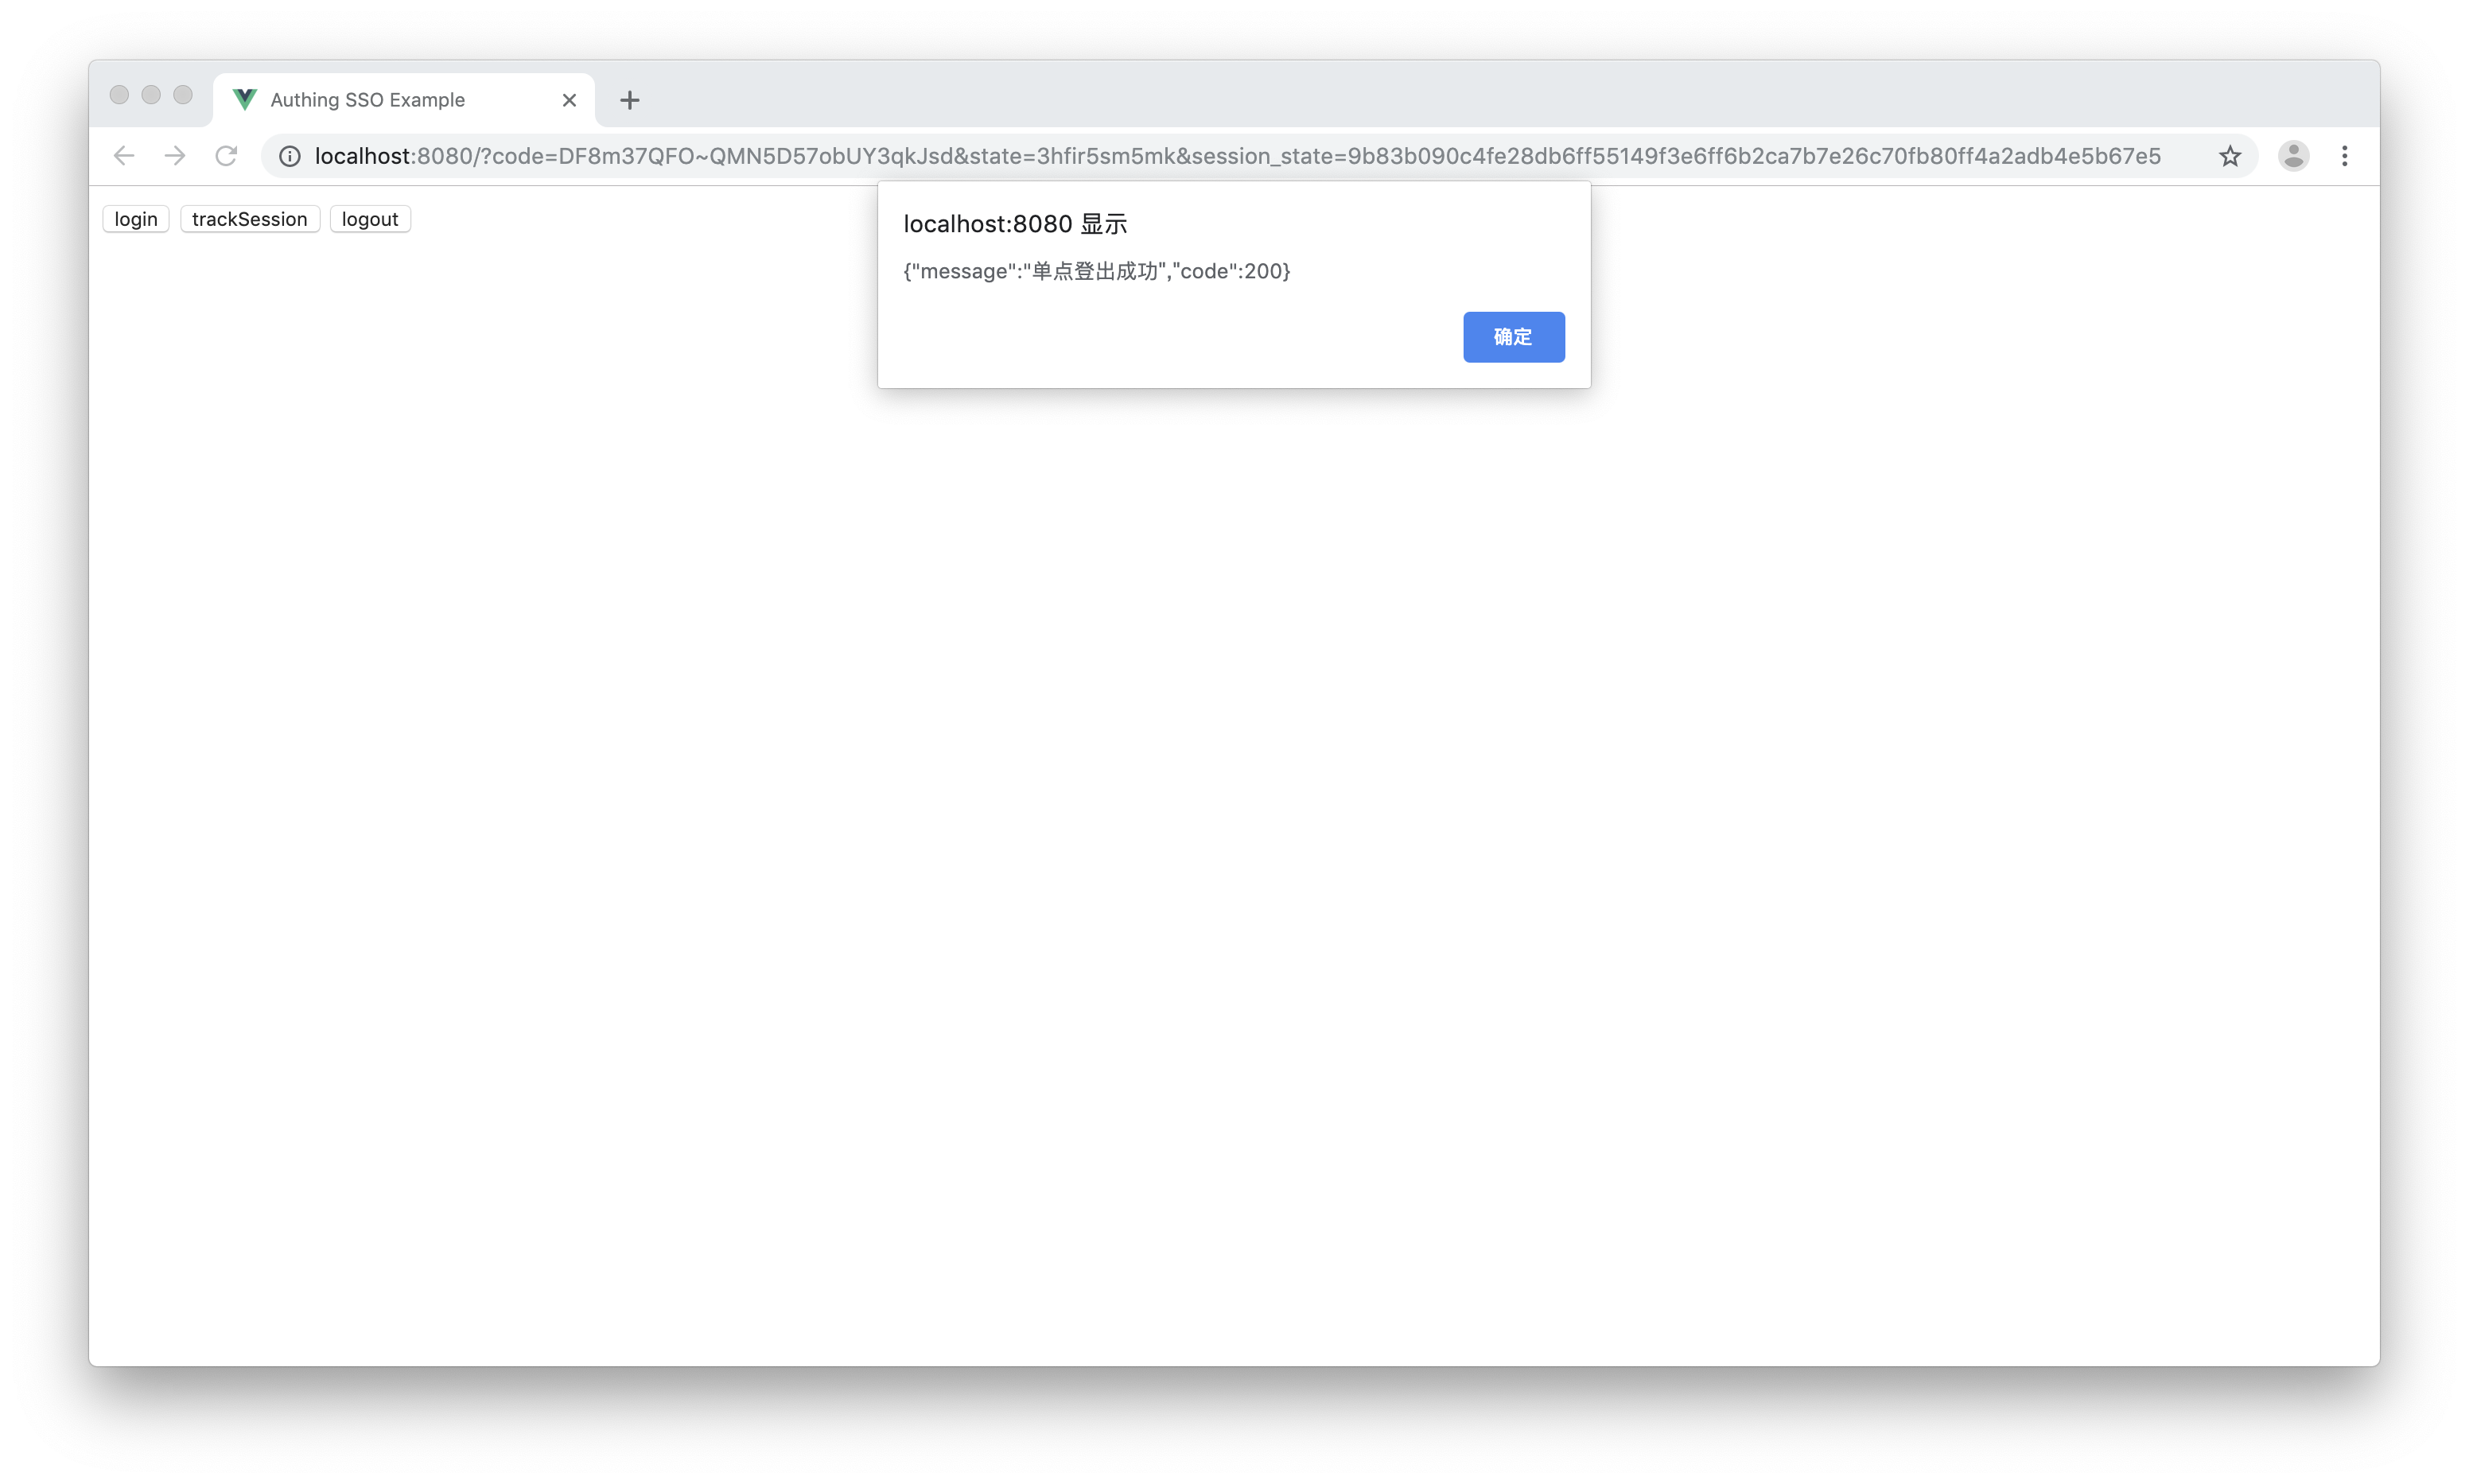 Authing SSO Example
localhost:8080/?code=DF8m37QFO~QMN5D57obUY3qkJsd&state=3hfir5sm5mk&session_state=9b83b090c4fe28db6ff55149f3e6ff6b2ca7b7e26c70fb80ff4a2adb4e5b67e5
login trackSession logout
localhost:8080 显示
{"message":"单点登出成功","code":200}
确定